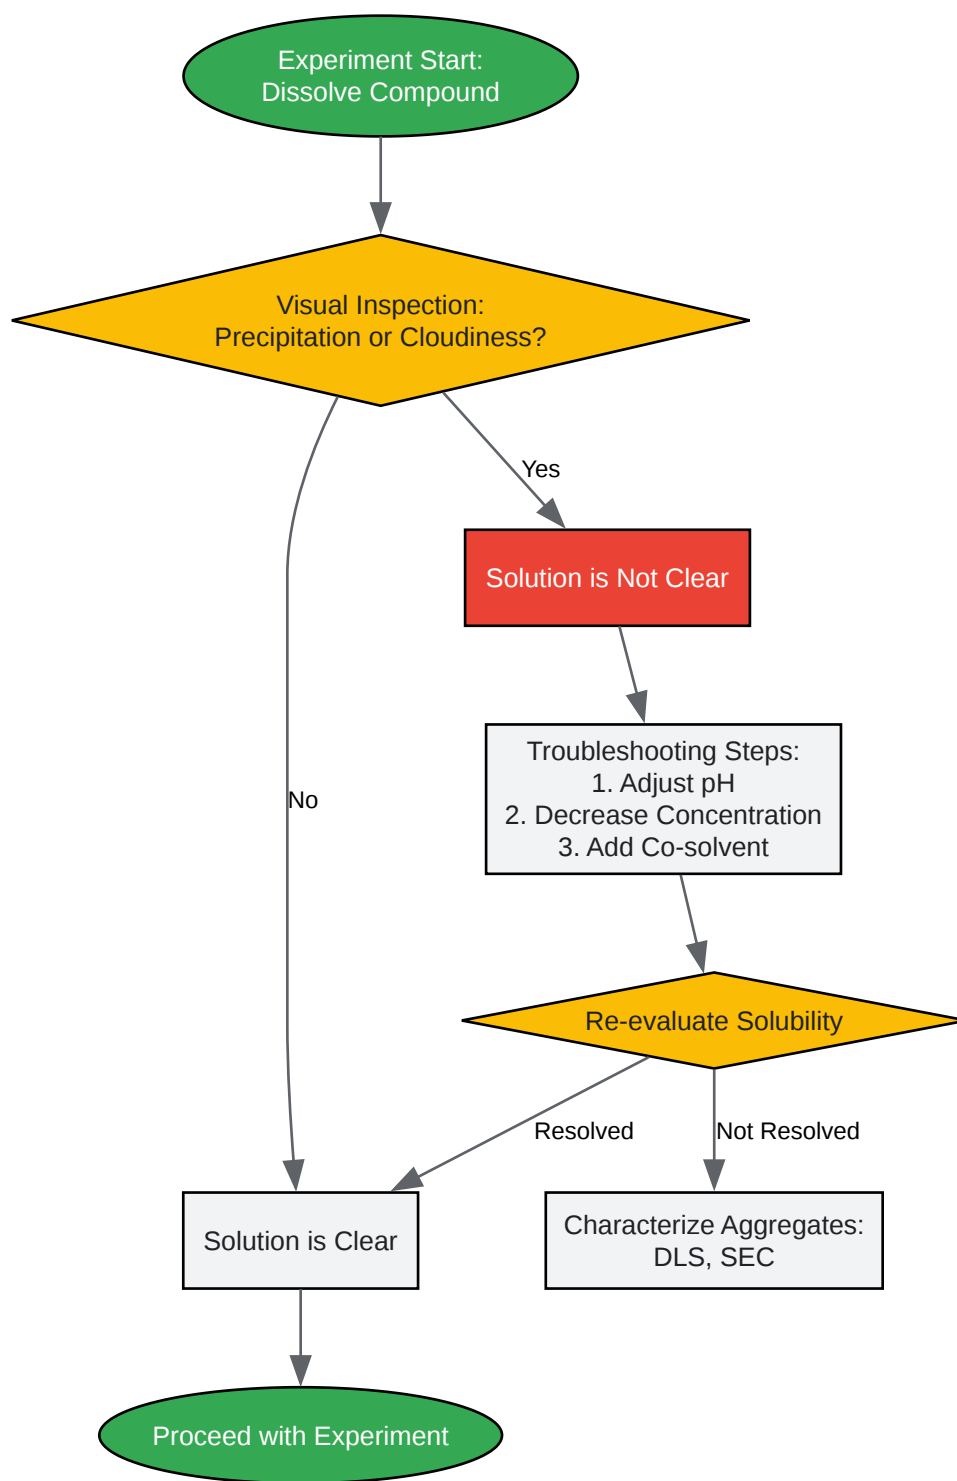 Experiment Start:
Dissolve Compound
Visual Inspection:
Precipitation or Cloudiness?
Yes
Solution is Not Clear
Troubleshooting Steps:
1. Adjust pH
2. Decrease Concentration
3. Add Co-solvent
No
Re-evaluate Solubility
Resolved
Not Resolved
Solution is Clear
Characterize Aggregates:
DLS, SEC
Proceed with Experiment